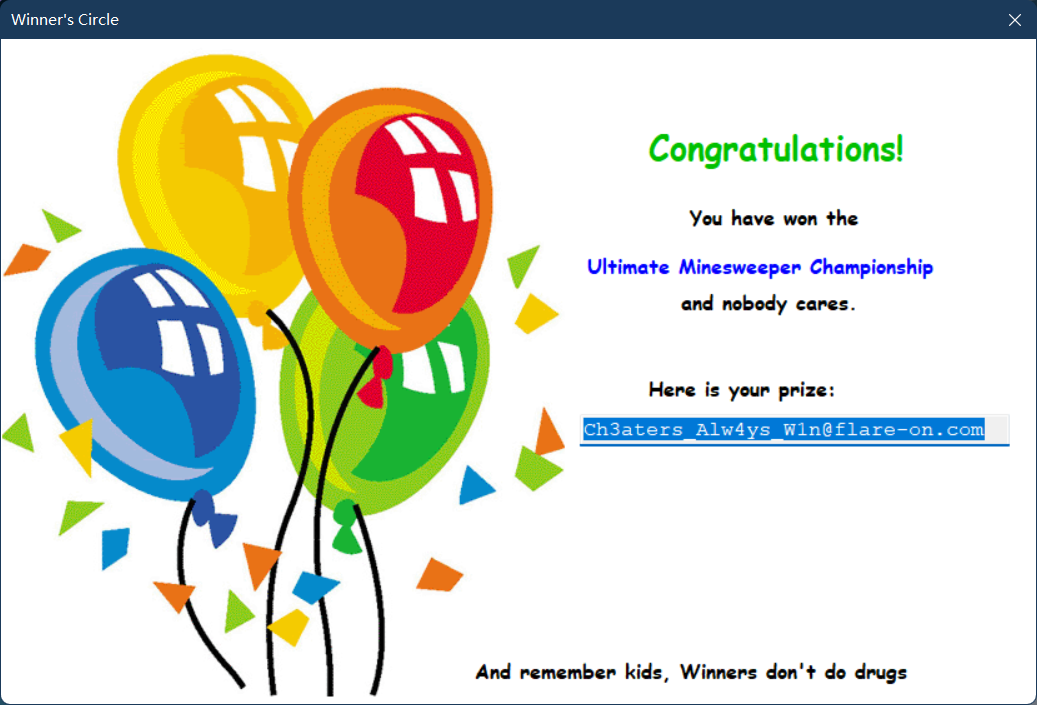 Winner's Circle
Congratulations!
You have won the
Ultimate Minesweeper Championship
and nobody cares.
Here is your prize:
Ch3aters_Alw4ys_W1n@flare-on.com
And remember kids, Winners don't do drugs